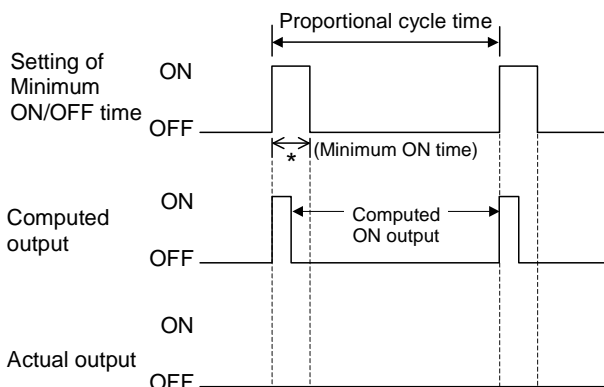 Proportional cycle time
Setting of
Minimum
ON/OFF time
ON
OFF
* (Minimum ON time)
Computed
output
ON
OFF
Computed
ON output
Actual output
ON
OFF